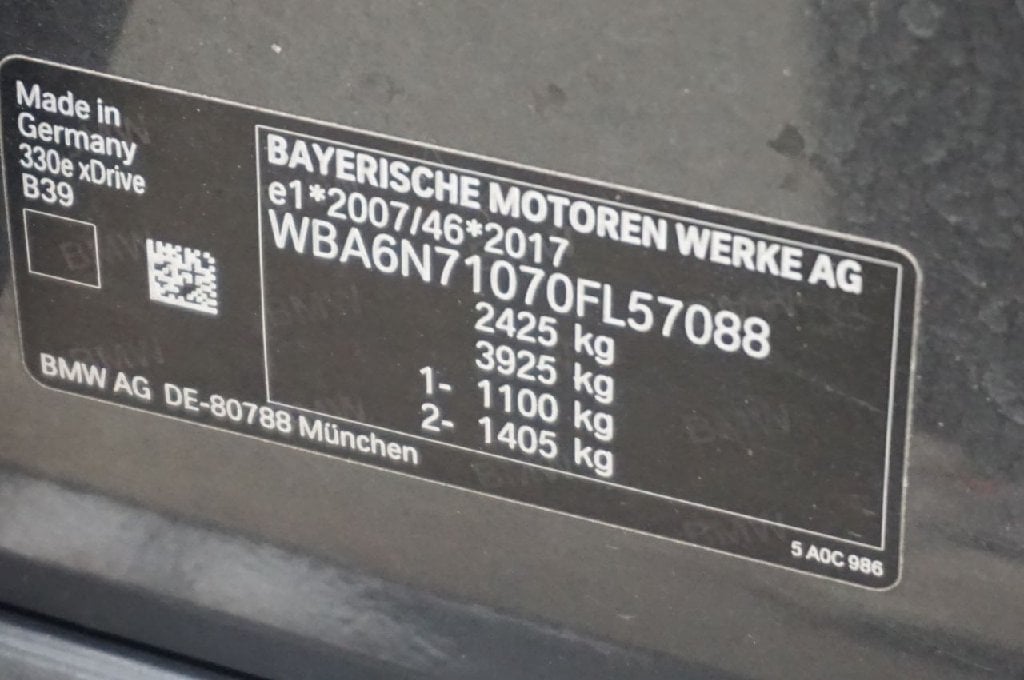 Made in
Germany
330e xDrive
B39
BAYERISCHE MOTOREN WERKE AG
e1*2007/46*2017
WBA6N71070FL57088
2425 kg
3925 kg
1- 1100 kg
2- 1405 kg
BMW AG DE-80788 München
5 A0C 986